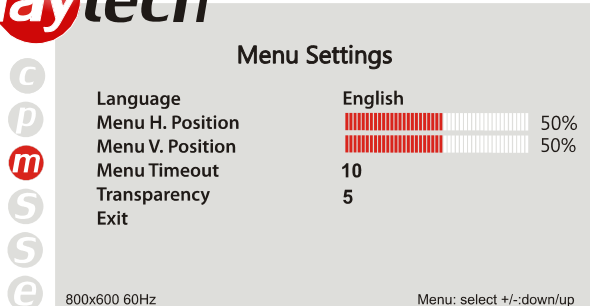 aytech
Menu Settings
Language English
Menu H. Position 50%
Menu V. Position 50%
Menu Timeout 10
Transparency 5
Exit
c
p
m
S
S
e
800x600 60Hz Menu: select +/-:down/up